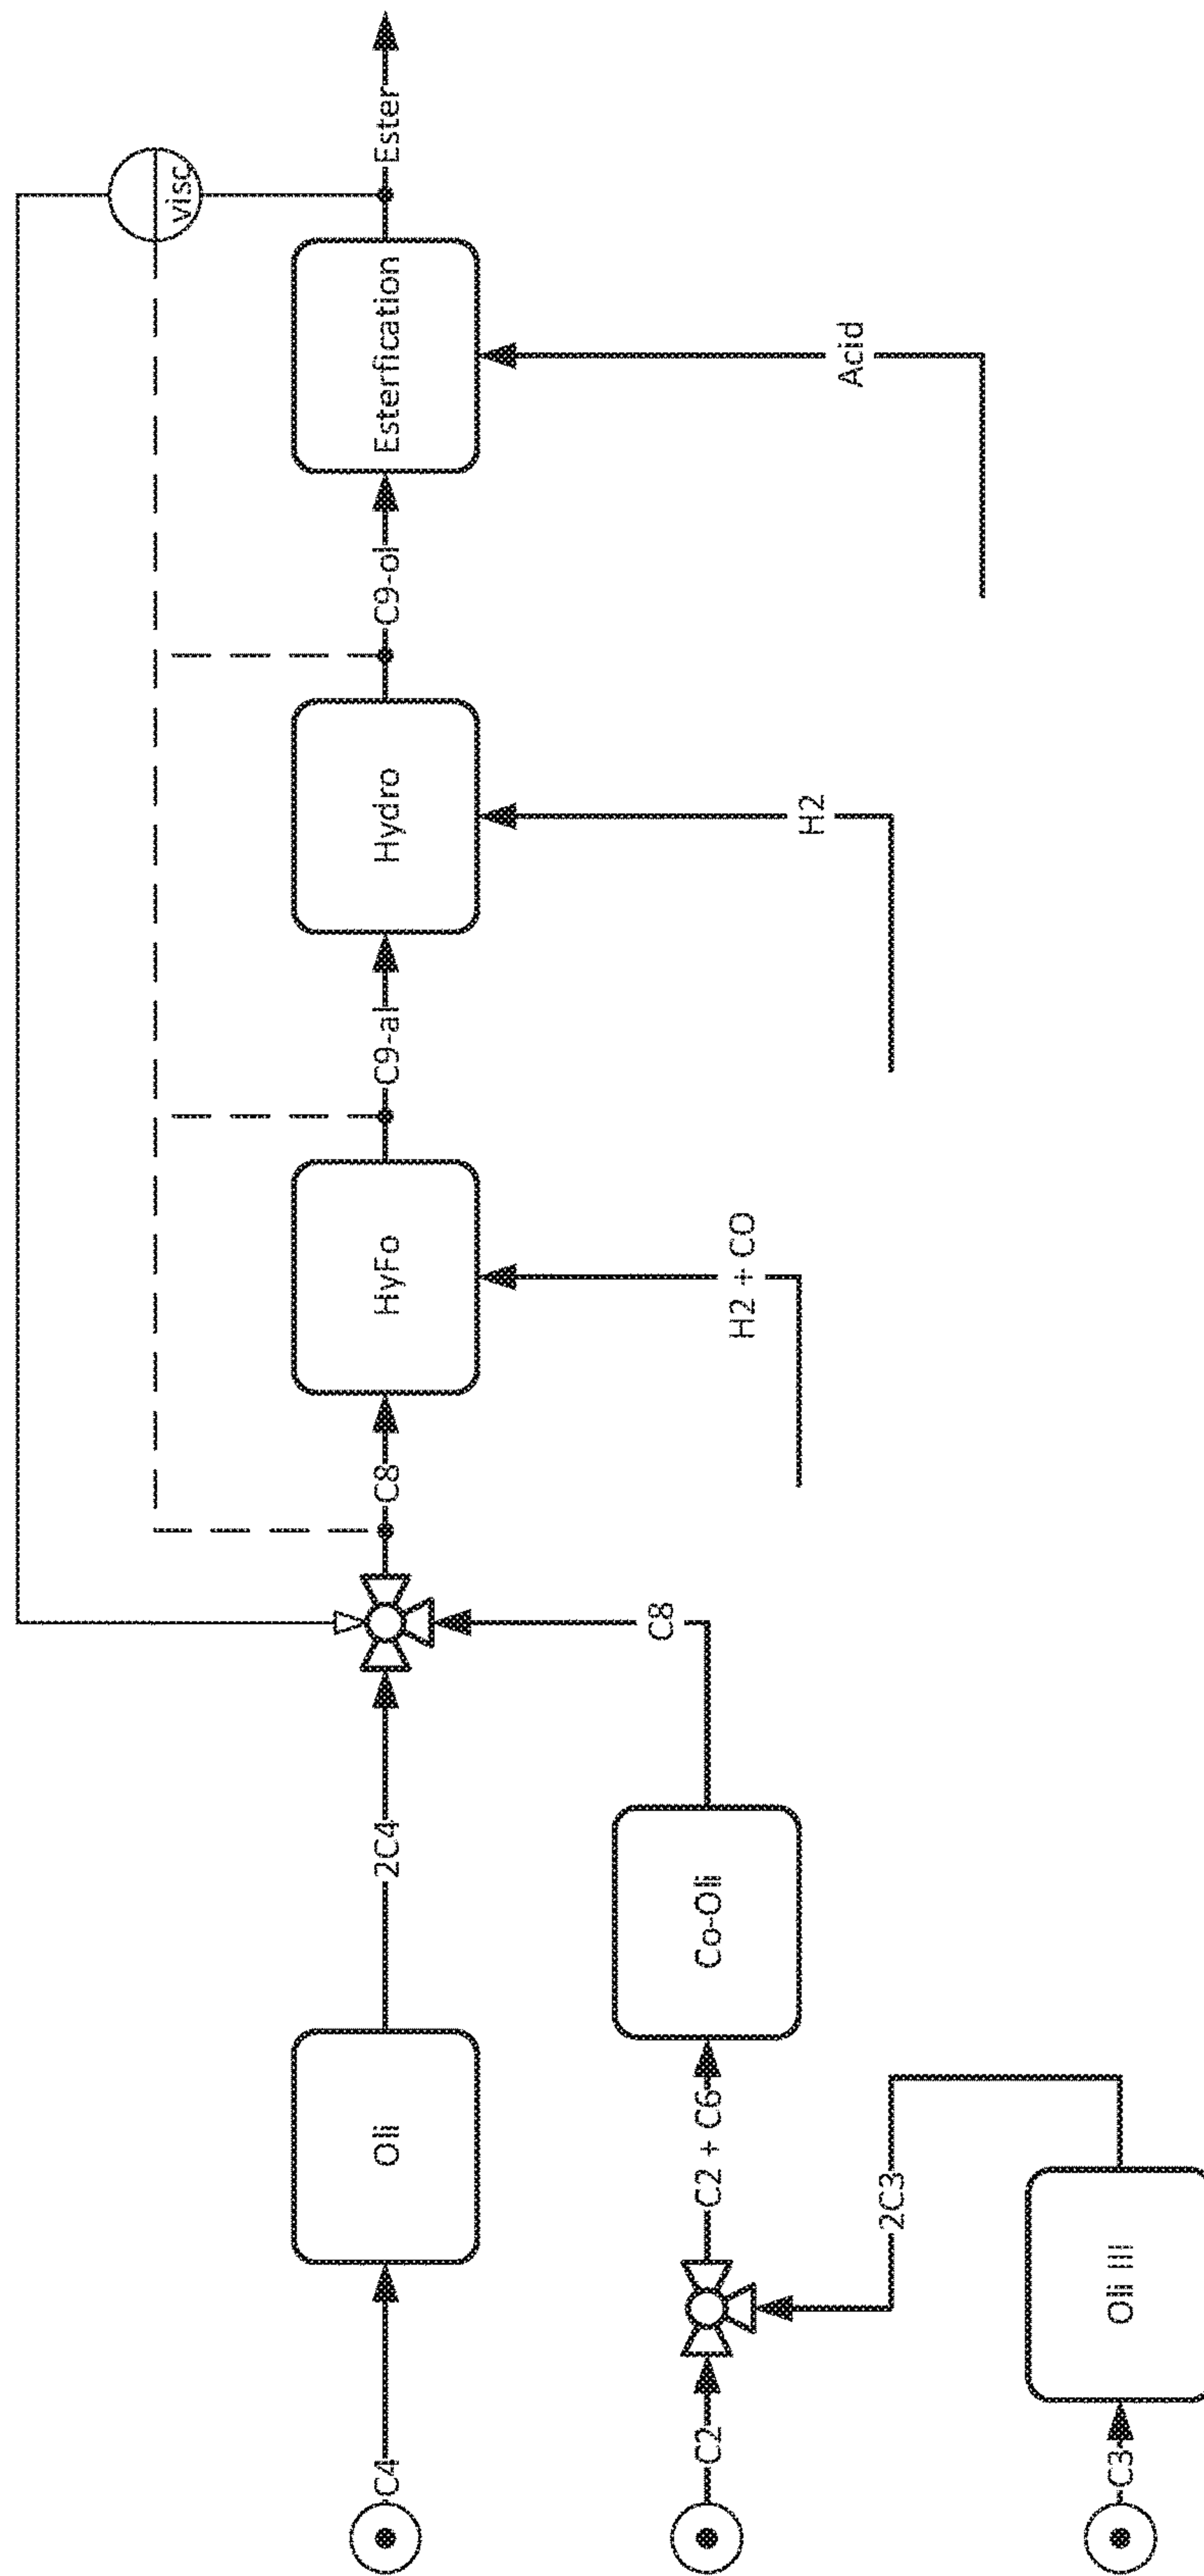 C4
Oli
2C4
C8
HyFo
C9-al
Hydro
C9-ol
Esterfication
Ester
visc
C2
C2 + C6
Co-Oli
C8
H2 + CO
H2
Acid
C3
Oli III
2C3